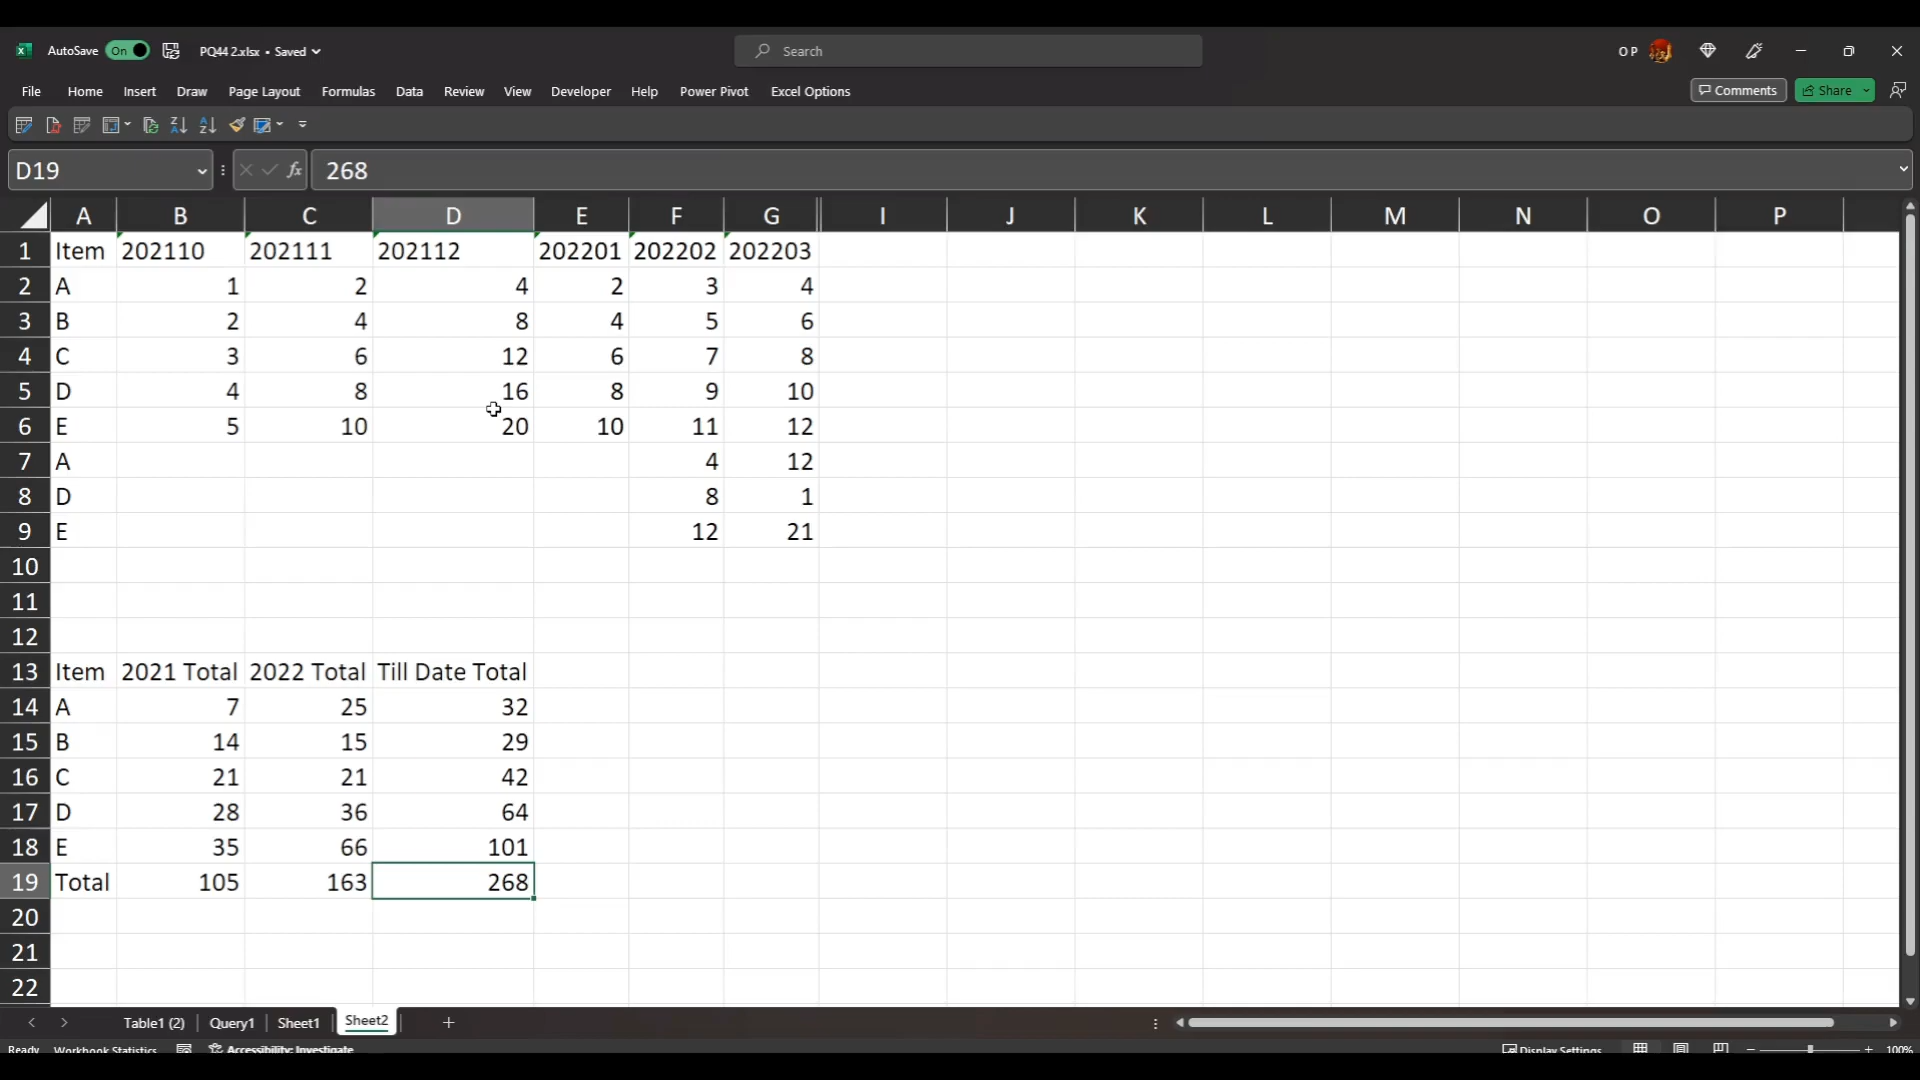 AutoSave On PQ44 2.xlsx • Saved Search O P
File Home Insert Draw Page Layout Formulas Data Review View Developer Help Power Pivot Excel Options Comments Share
D19 fx 268
A B C D E F G I J K L M N O P
1 Item 202110 202111 202112 202201 202202 202203
2 A 1 2 4 2 3 4
3 B 2 4 8 4 5 6
4 C 3 6 12 6 7 8
5 D 4 8 16 8 9 10
6 E 5 10 20 10 11 12
7 A 4 12
8 D 8 1
9 E 12 21
10
11
12
13 Item 2021 Total 2022 Total Till Date Total
14 A 7 25 32
15 B 14 15 29
16 C 21 21 42
17 D 28 36 64
18 E 35 66 101
19 Total 105 163 268
20
21
22
Table1 (2) Query1 Sheet1 Sheet2
Ready Workbook Statistics Accessibility: Investigate Display Settings 100%